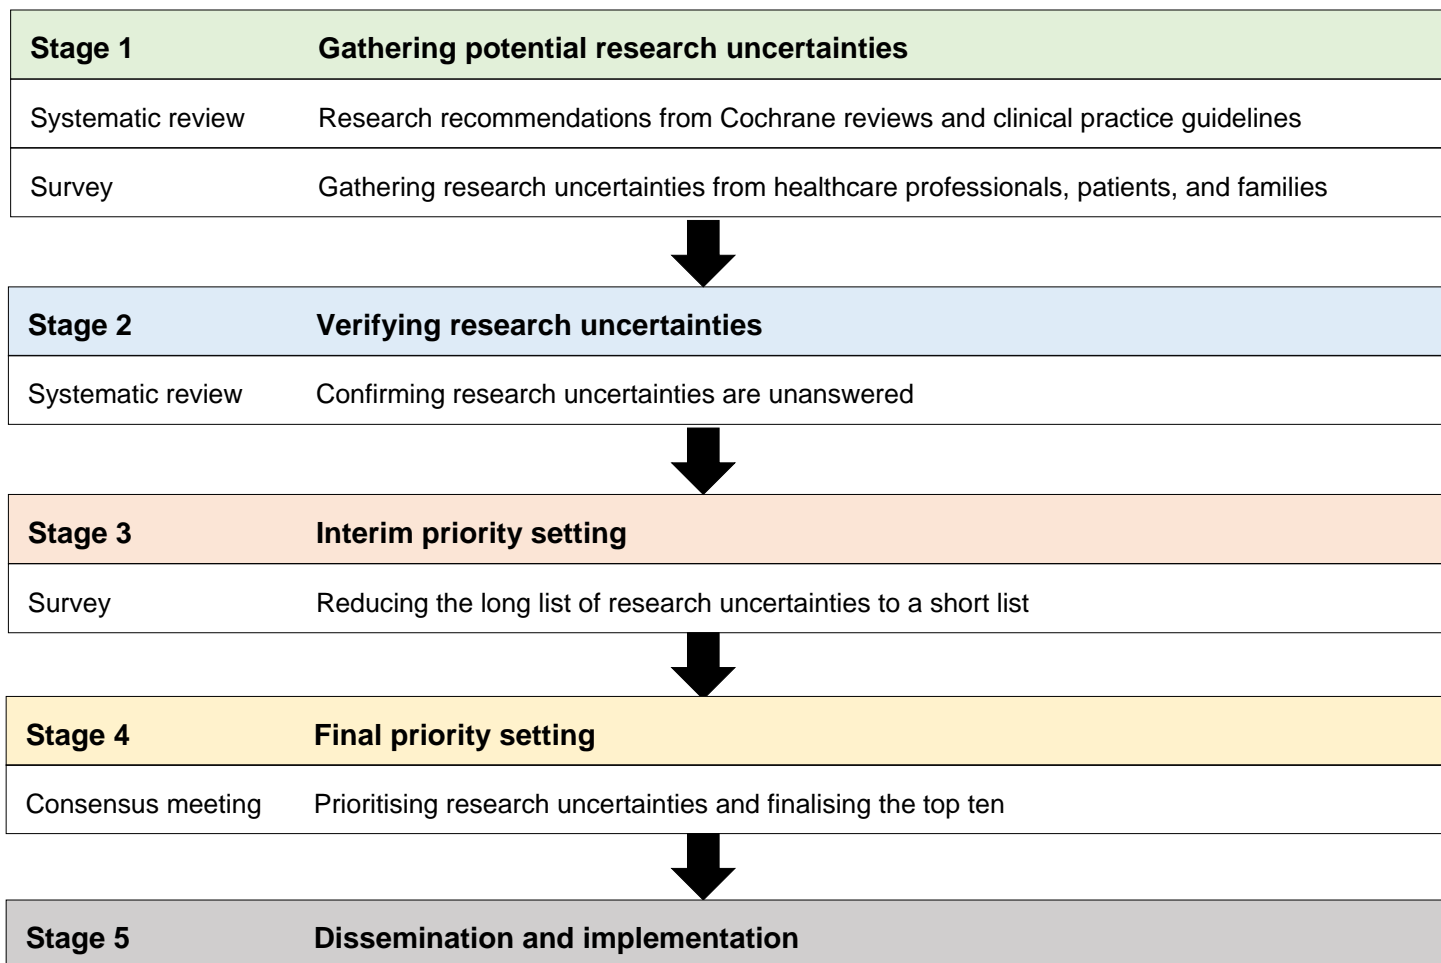 Stage 1 Gathering potential research uncertainties
Systematic review Research recommendations from Cochrane reviews and clinical practice guidelines
Survey Gathering research uncertainties from healthcare professionals, patients, and families
Stage 2 Verifying research uncertainties
Systematic review Confirming research uncertainties are unanswered
Stage 3 Interim priority setting
Survey Reducing the long list of research uncertainties to a short list
Stage 4 Final priority setting
Consensus meeting Prioritising research uncertainties and finalising the top ten
Stage 5 Dissemination and implementation